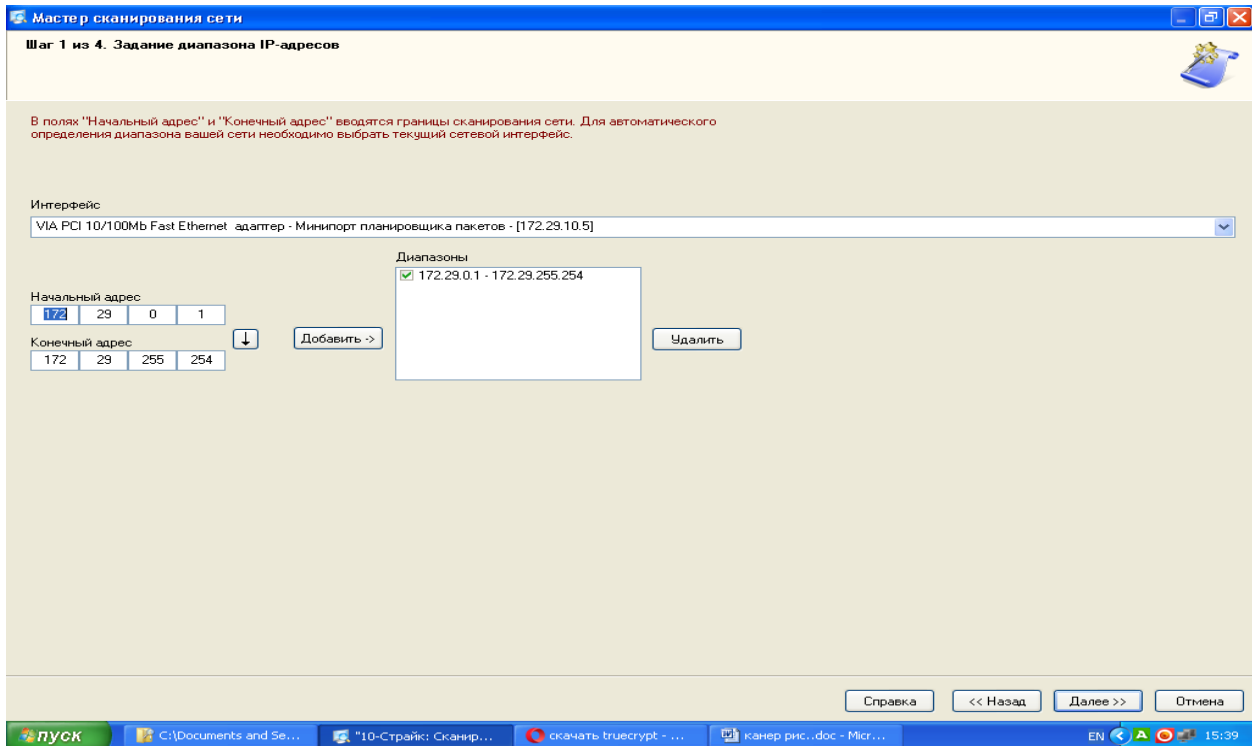 Мастер сканирования сети
Шаг 1 из 4. Задание диапазона IP-адресов
В полях "Начальный адрес" и "Конечный адрес" вводятся границы сканирования сети. Для автоматического
определения диапазона вашей сети необходимо выбрать текущий сетевой интерфейс.
Интерфейс
VIA PCI 10/100Mb Fast Ethernet адаптер - Минипорт планировщика пакетов - [172.29.10.5]
Диапазоны
172.29.0.1 - 172.29.255.254
Начальный адрес
172 29 0 1
Добавить ->
Удалить
Конечный адрес
172 29 255 254
Справка
<< Назад
Далее >>
Отмена
пуск
C:\Documents and Se...
"10-Страйк: Сканир...
скачать truecrypt - ...
канер рис..doc - Micr...
EN
15:39